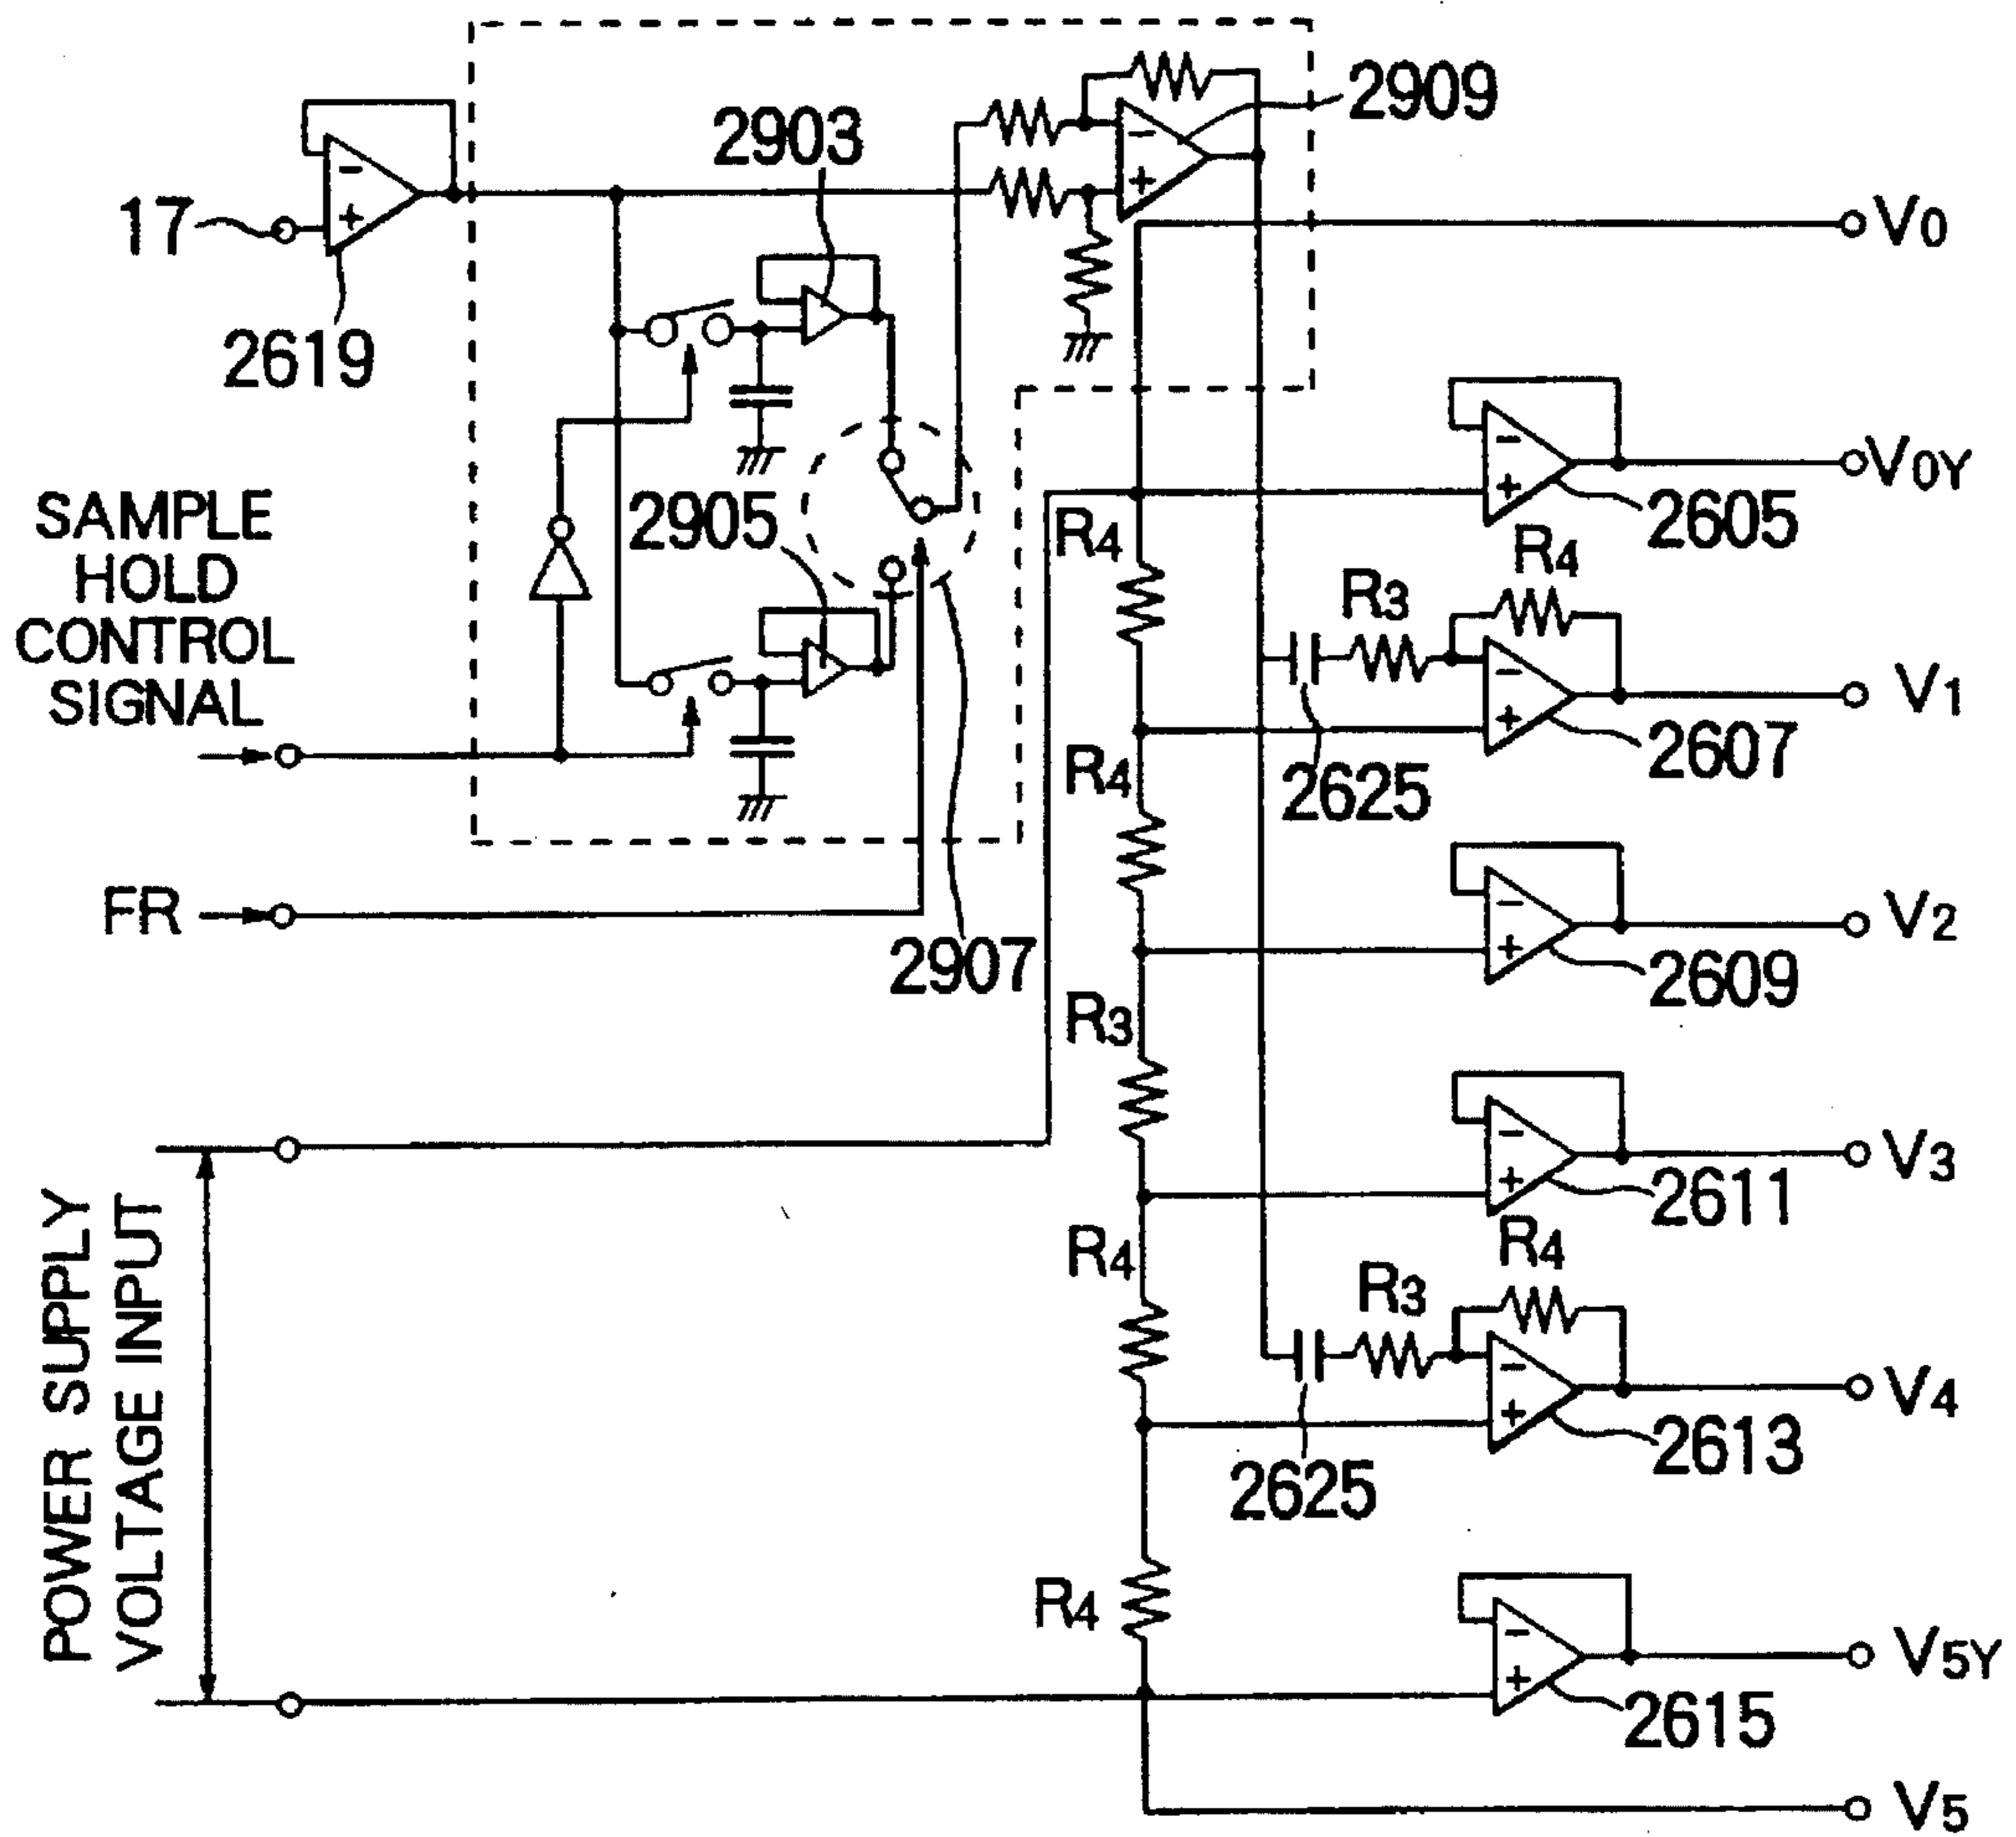 2909
2903
17
V0
2619
V0Y
2605
SAMPLE
HOLD
CONTROL
SIGNAL
2905
R4
R4
R3
V1
2607
R4
2625
FR
2907
V2
2609
R3
V3
2611
R4
R4
R3
POWER SUPPLY
VOLTAGE INPUT
V4
2613
2625
R4
V5Y
2615
V5